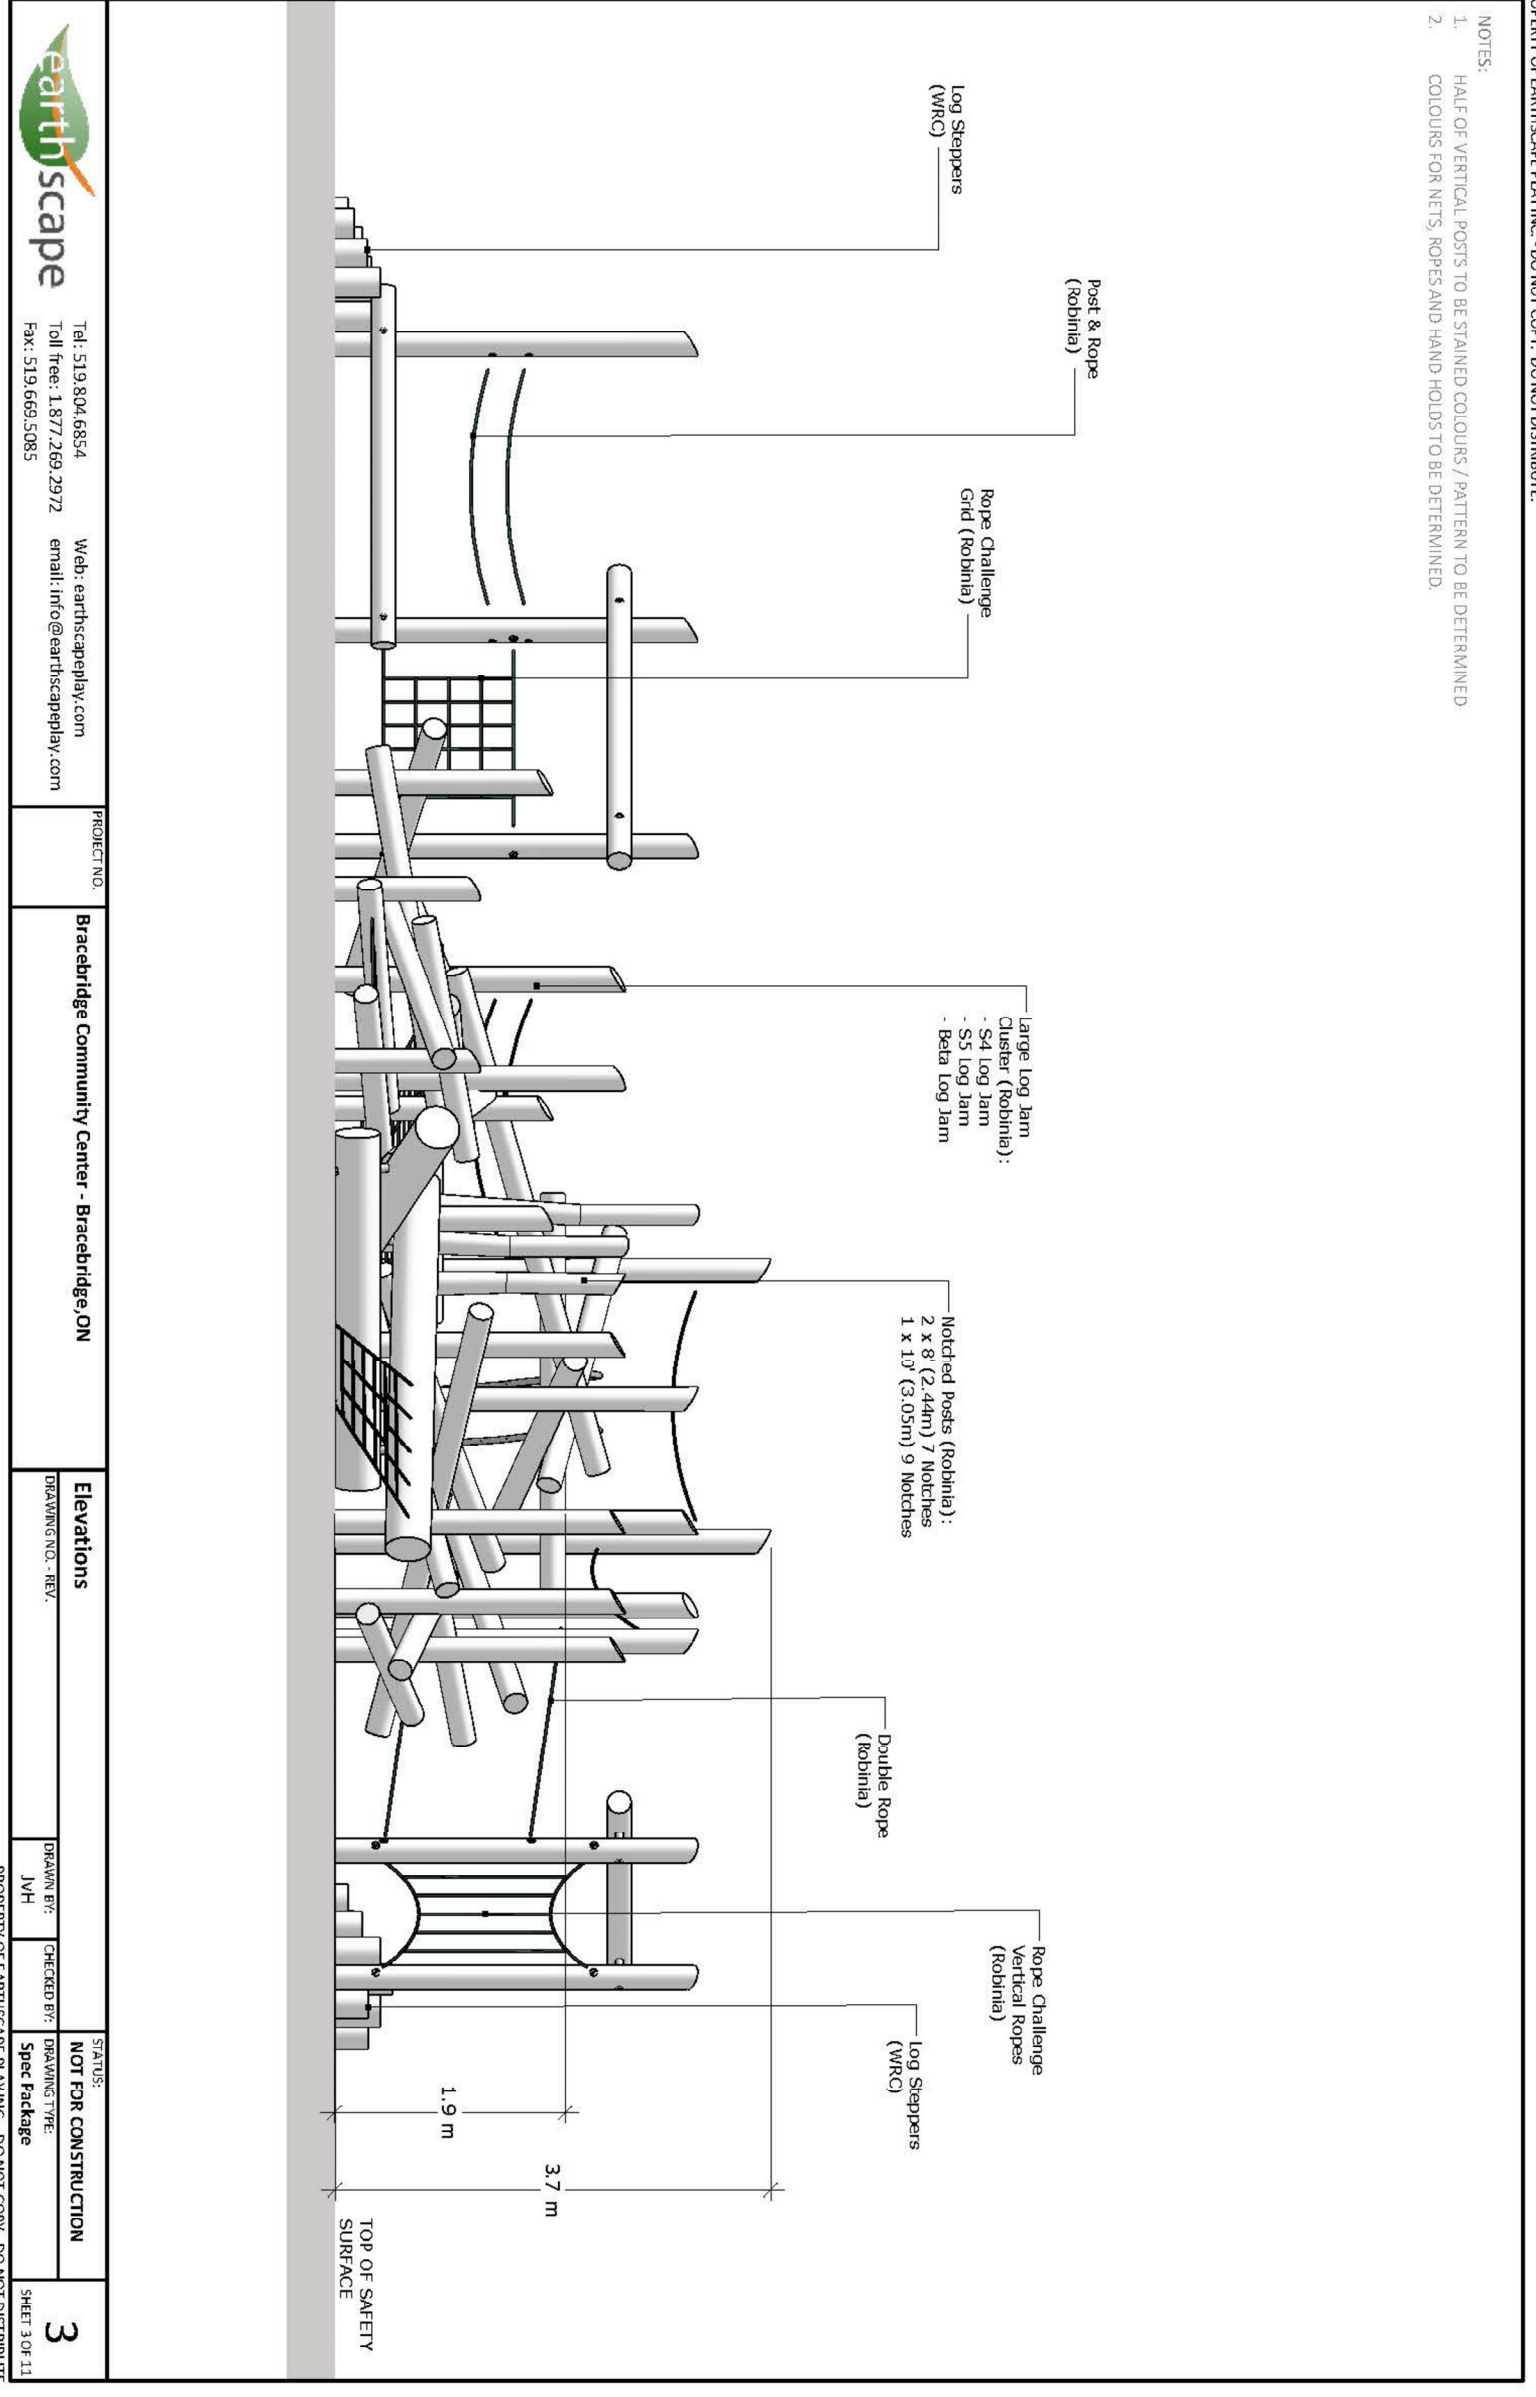 NOTES:
1. HALF OF VERTICAL POSTS TO BE STAINED COLOURS / PATTERN TO BE DETERMINED
2. COLOURS FOR NETS, ROPES AND HAND HOLDS TO BE DETERMINED.
Post & Rope
(Robinia)
Log Steppers
(WRC)
Rope Challenge
Grid (Robinia)
Large Log Jam
Cluster (Robinia):
- S4 Log Jam
- S5 Log Jam
- Beta Log Jam
Notched Posts (Robinia):
2 x 8' (2.44m) 7 Notches
1 x 10' (3.05m) 9 Notches
Double Rope
(Robinia)
Rope Challenge
Vertical Ropes
(Robinia)
Log Steppers
(WRC)
3.7 m
1.9 m
TOP OF SAFETY
SURFACE
earthscape
Tel: 519.804.6854 Web: earthscapeplay.com
Toll free: 1.877.269.2972 email: info@earthscapeplay.com
Fax: 519.669.5085
PROJECT NO.
Bracebridge Community Center - Bracebridge,ON
Elevations
DRAWING NO. - REV.
DRAWN BY:
JvH
CHECKED BY:
STATUS:
NOT FOR CONSTRUCTION
DRAWING TYPE:
Spec Package
3
SHEET 3 OF 11